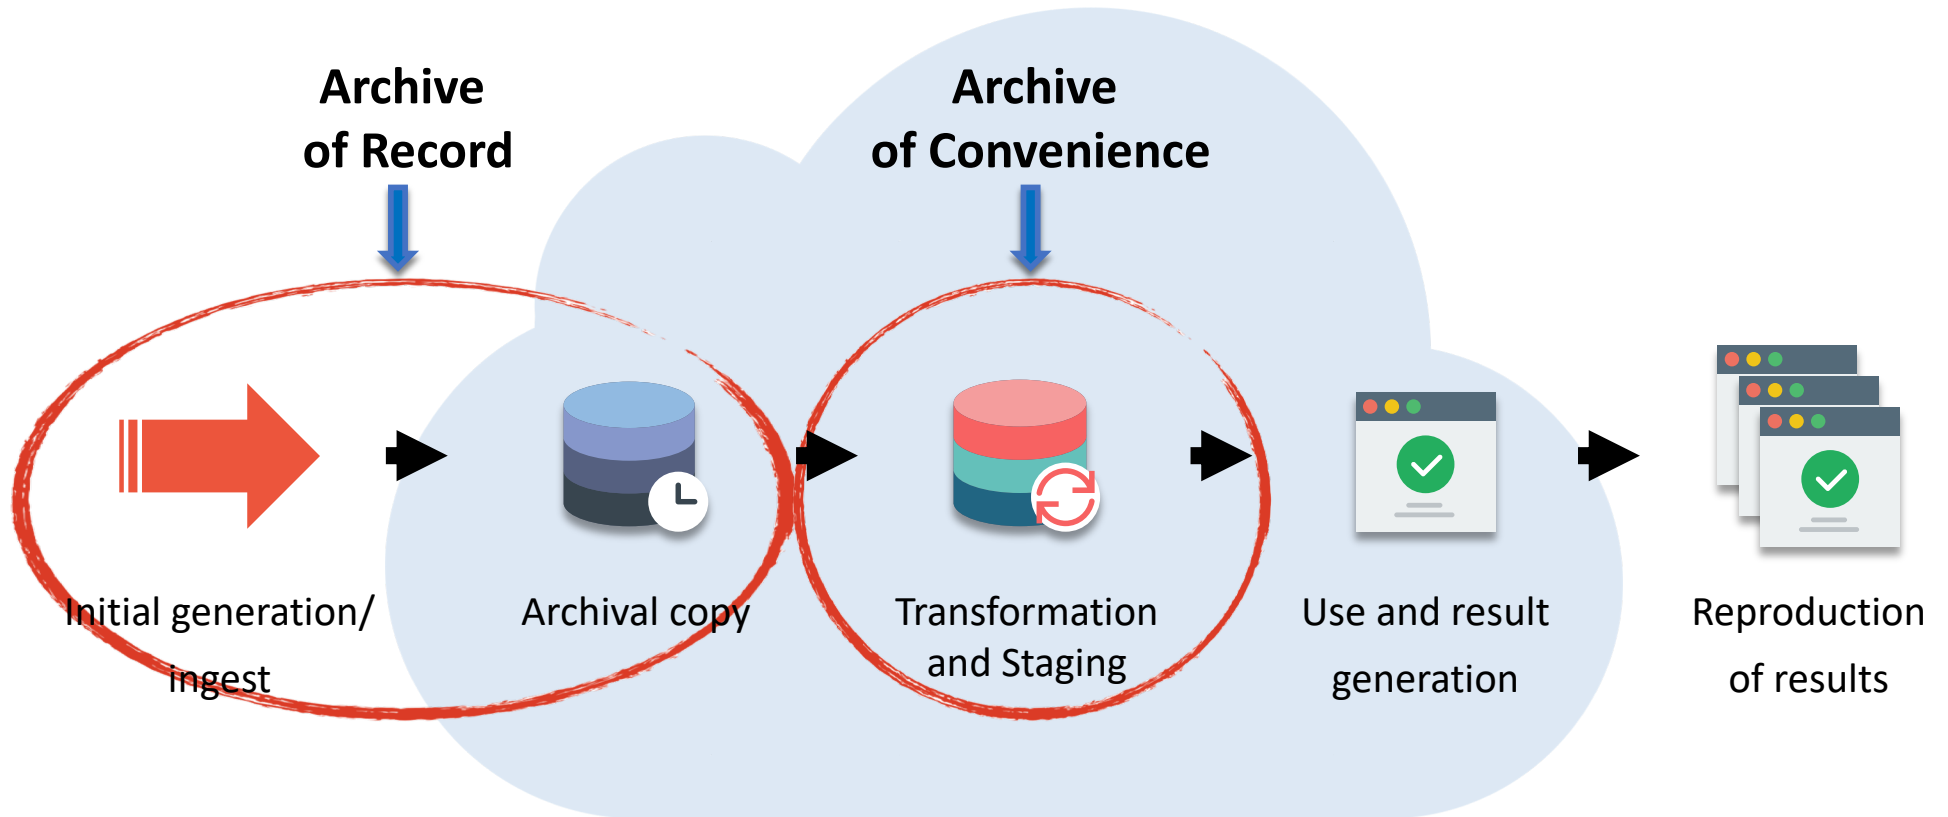 Archive
of Record
Archive
of Convenience
Initial generation/
ingest
Archival copy
Transformation
and Staging
Use and result
generation
Reproduction
of results